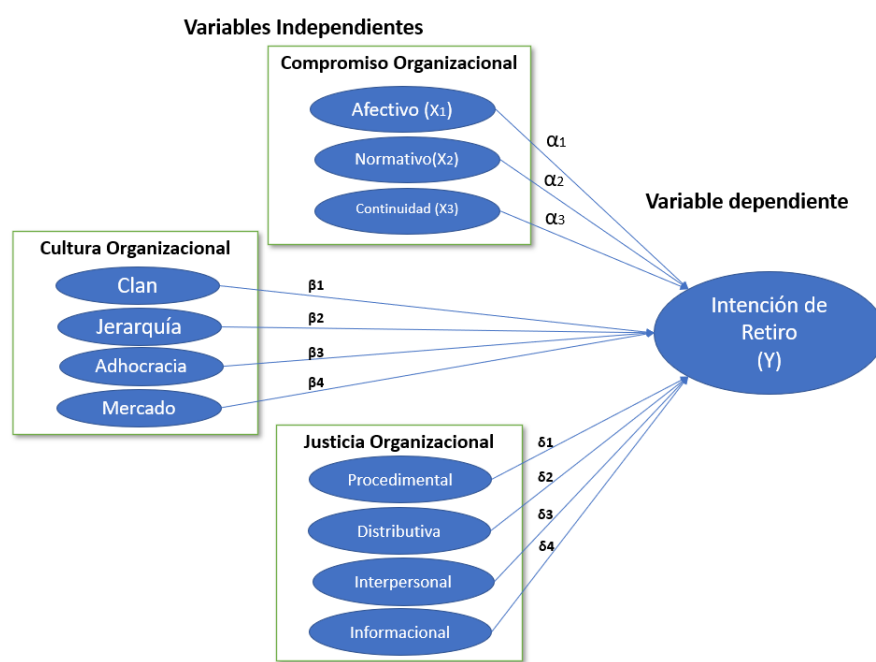 Variables Independientes
Compromiso Organizacional
Afectivo (X1)
Normativo(X2)
Continuidad (X3)
α1
α2
α3
Variable dependiente
Intención de
Retiro
(Y)
Cultura Organizacional
Clan
Jerarquía
Adhocracia
Mercado
β1
β2
β3
β4
Justicia Organizacional
Procedimental
Distributiva
Interpersonal
Informacional
δ1
δ2
δ3
δ4